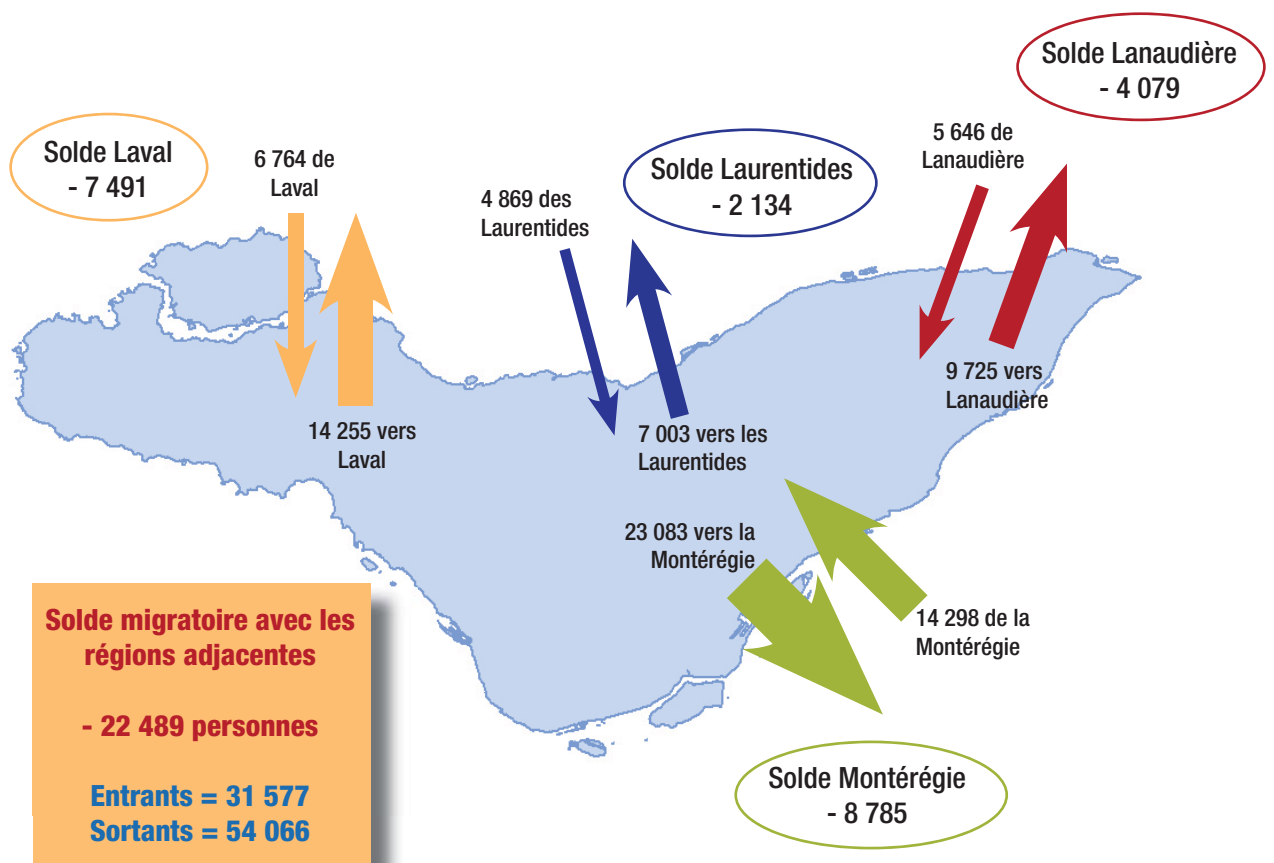 Solde Lanaudière
- 4 079
5 646 de
Lanaudière
Solde Laval
- 7 491
6 764 de
Laval
Solde Laurentides
- 2 134
4 869 des
Laurentides
9 725 vers
Lanaudière
14 255 vers
Laval
7 003 vers les
Laurentides
23 083 vers la
Montérégie
14 298 de la
Montérégie
Solde migratoire avec les
régions adjacentes
- 22 489 personnes
Entrants = 31 577
Sortants = 54 066
Solde Montérégie
- 8 785